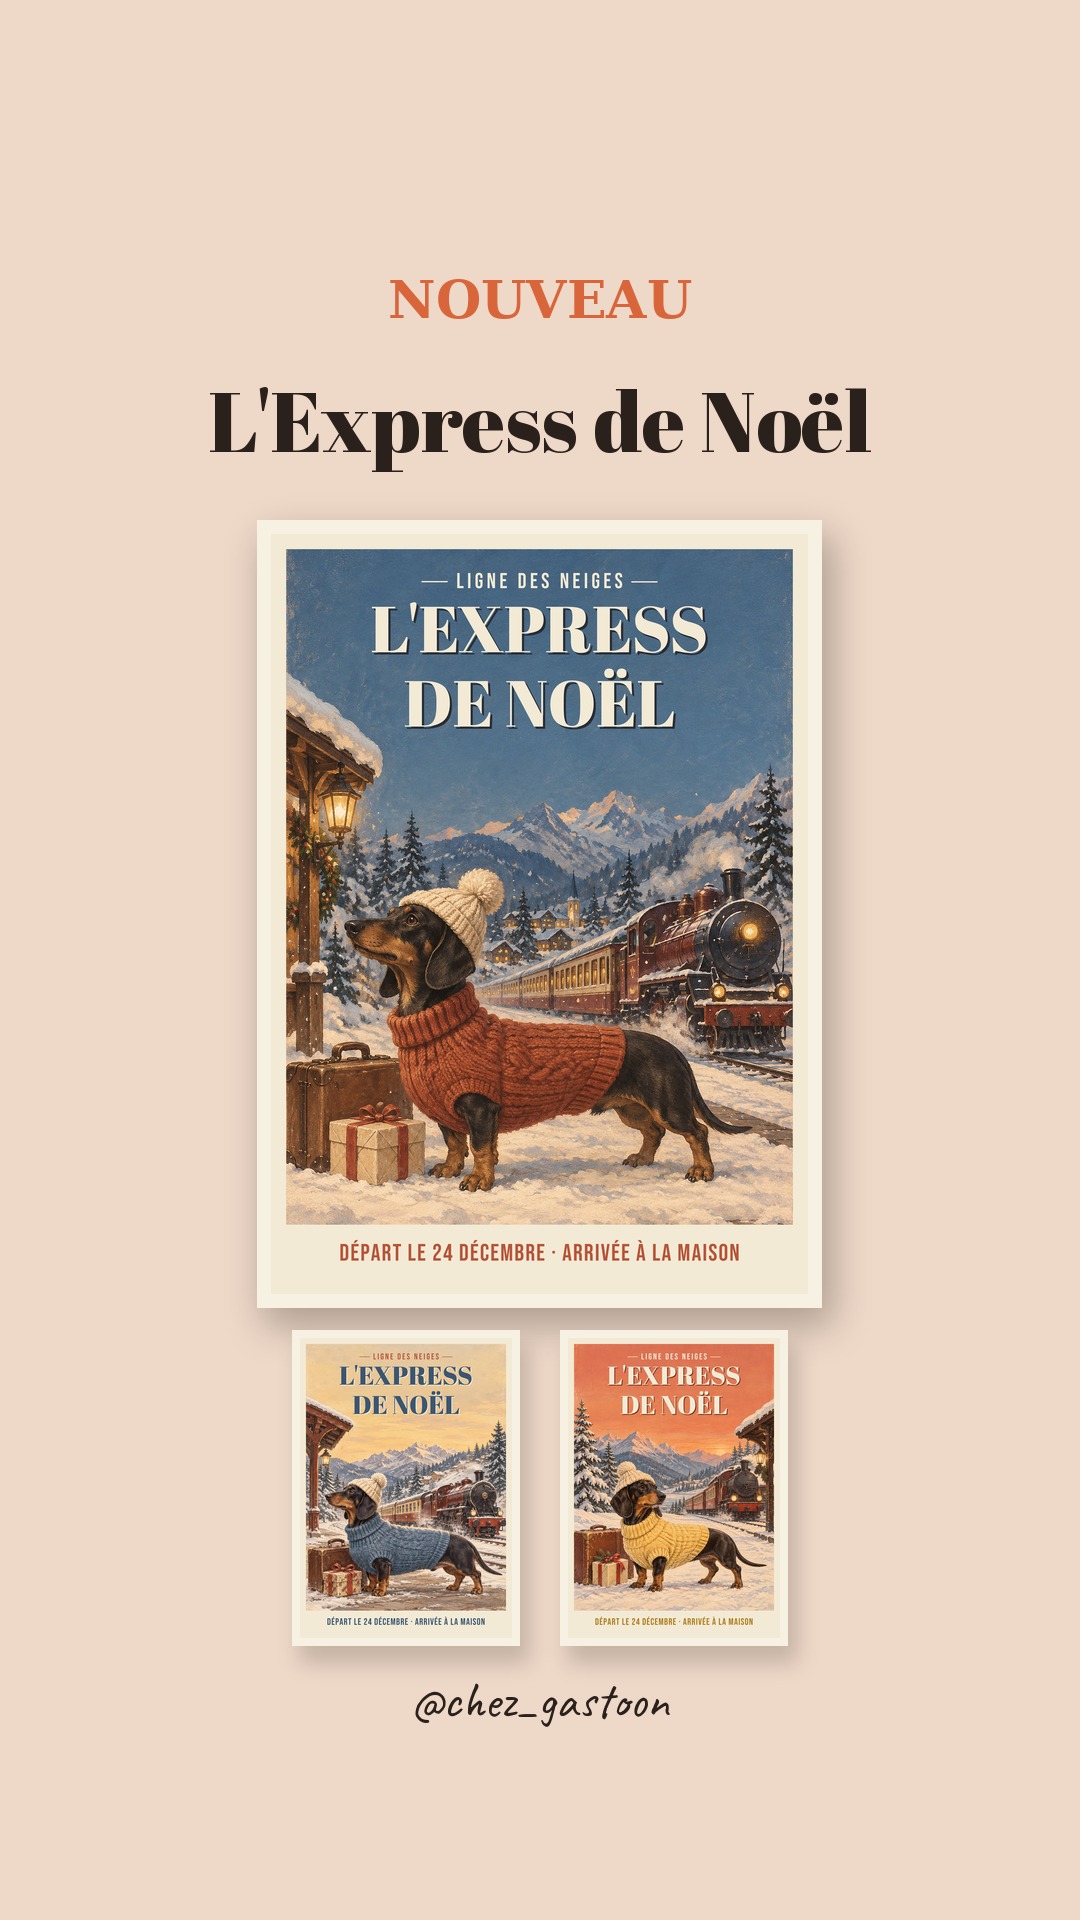 NOUVEAU
L'Express de Noël
LIGNE DES NEIGES
L'EXPRESS
DE NOËL
DÉPART LE 24 DÉCEMBRE · ARRIVÉE À LA MAISON
LIGNE DES NEIGES
L'EXPRESS
DE NOËL
DÉPART LE 24 DÉCEMBRE · ARRIVÉE À LA MAISON
LIGNE DES NEIGES
L'EXPRESS
DE NOËL
DÉPART LE 24 DÉCEMBRE · ARRIVÉE À LA MAISON
@chez_gastoon